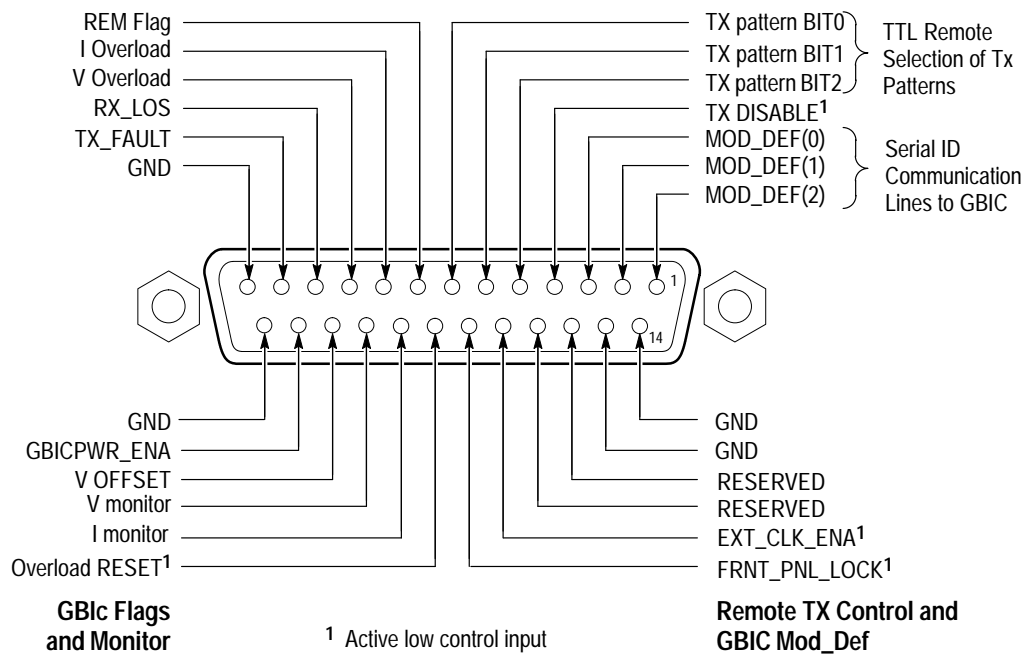 REM Flag
I Overload
V Overload
RX_LOS
TX_FAULT
GND
TX pattern BIT0
TX pattern BIT1
TX pattern BIT2
TX DISABLE1
MOD_DEF(0)
MOD_DEF(1)
MOD_DEF(2)
TTL Remote
Selection of Tx
Patterns
Serial ID
Communication
Lines to GBIC
1
14
GND
GBICPWR_ENA
V OFFSET
V monitor
I monitor
Overload RESET1
GND
GND
RESERVED
RESERVED
EXT_CLK_ENA1
FRNT_PNL_LOCK1
GBIc Flags
and Monitor
1 Active low control input
Remote TX Control and
GBIC Mod_Def